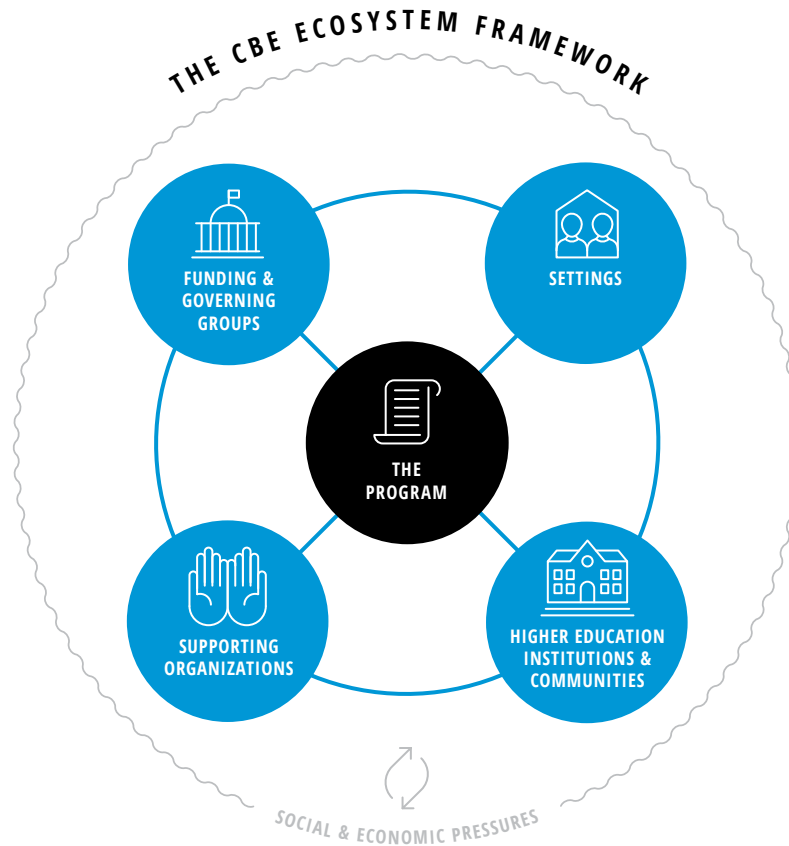 THE CBE ECOSYSTEM FRAMEWORK
FUNDING &
GOVERNING
GROUPS
SETTINGS
THE
PROGRAM
SUPPORTING
ORGANIZATIONS
HIGHER EDUCATION
INSTITUTIONS &
COMMUNITIES
SOCIAL & ECONOMIC PRESSURES